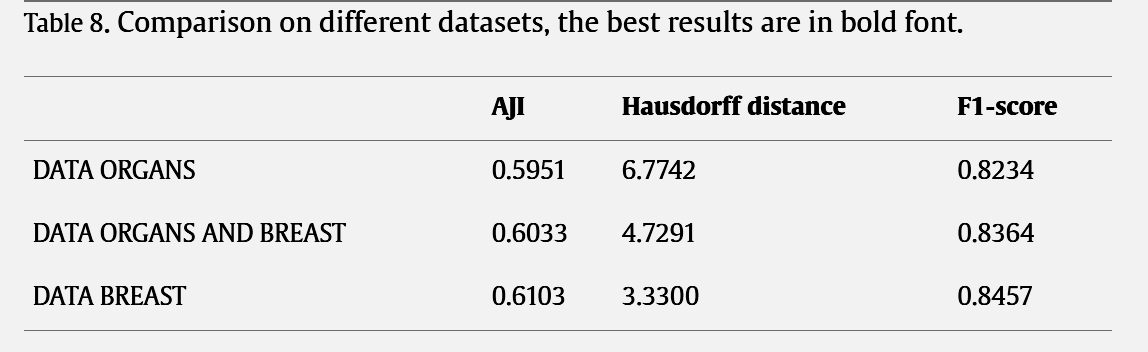 Table 8. Comparison on different datasets, the best results are in bold font.
AJI Hausdorff distance F1-score
DATA ORGANS 0.5951 6.7742 0.8234
DATA ORGANS AND BREAST 0.6033 4.7291 0.8364
DATA BREAST 0.6103 3.3300 0.8457